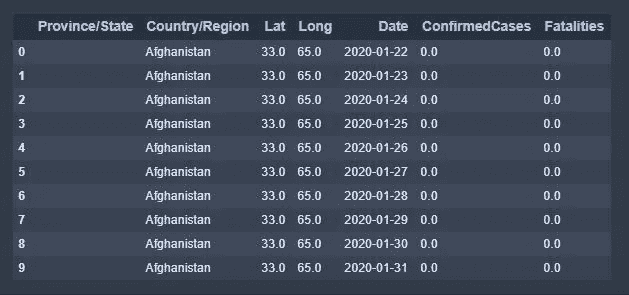 Province/State Country/Region Lat Long Date ConfirmedCases Fatalities
0 Afghanistan 33.0 65.0 2020-01-22 0.0 0.0
1 Afghanistan 33.0 65.0 2020-01-23 0.0 0.0
2 Afghanistan 33.0 65.0 2020-01-24 0.0 0.0
3 Afghanistan 33.0 65.0 2020-01-25 0.0 0.0
4 Afghanistan 33.0 65.0 2020-01-26 0.0 0.0
5 Afghanistan 33.0 65.0 2020-01-27 0.0 0.0
6 Afghanistan 33.0 65.0 2020-01-28 0.0 0.0
7 Afghanistan 33.0 65.0 2020-01-29 0.0 0.0
8 Afghanistan 33.0 65.0 2020-01-30 0.0 0.0
9 Afghanistan 33.0 65.0 2020-01-31 0.0 0.0